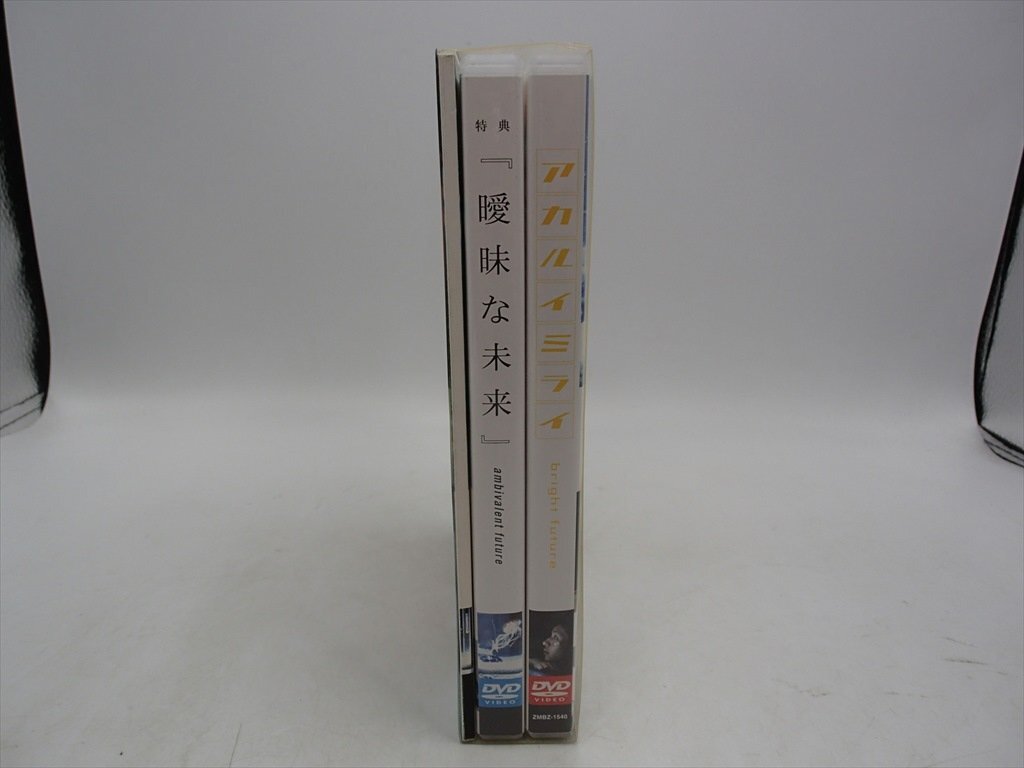 特典
『曖昧な未来』
ambivalent future
DVD
VIDEO
アカルイミライ
bright future
DVD
VIDEO
ZMBZ-1540